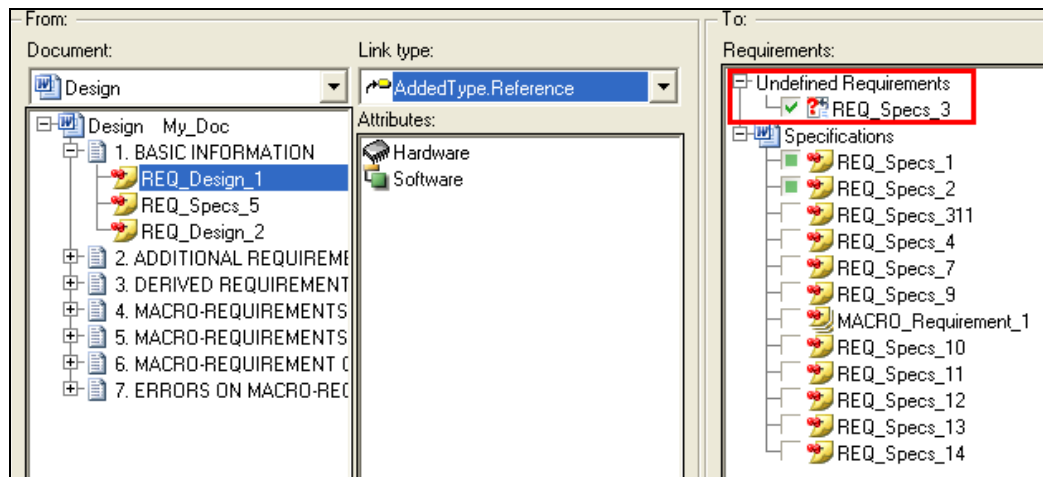 From:
Document:
Design
Design My_Doc
1. BASIC INFORMATION
REQ_Design_1
REQ_Specs_5
REQ_Design_2
2. ADDITIONAL REQUIREME
3. DERIVED REQUIREMENT
4. MACRO-REQUIREMENTS
5. MACRO-REQUIREMENTS
6. MACRO-REQUIREMENT (
7. ERRORS ON MACRO-REC
Link type:
AddedType.Reference
Attributes:
Hardware
Software
To:
Requirements:
Undefined Requirements
REQ_Specs_3
Specifications
REQ_Specs_1
REQ_Specs_2
REQ_Specs_311
REQ_Specs_4
REQ_Specs_7
REQ_Specs_9
MACRO_Requirement_1
REQ_Specs_10
REQ_Specs_11
REQ_Specs_12
REQ_Specs_13
REQ_Specs_14